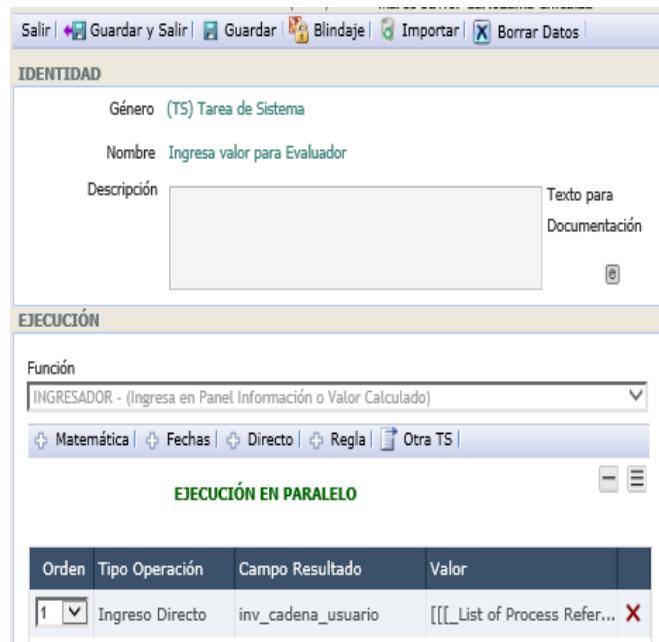 Salir | Guardar y Salir | Guardar | Blindaje | Importar | Borrar Datos
IDENTIDAD
Género (TS) Tarea de Sistema
Nombre Ingresa valor para Evaluador
Descripción
Texto para
Documentación
EJECUCIÓN
Función
INGRESADOR - (Ingresa en Panel Información o Valor Calculado)
Matemática | Fechas | Directo | Regla | Otra TS |
EJECUCIÓN EN PARALELO
Orden Tipo Operación Campo Resultado Valor
1 Ingreso Directo inv_cadena_usuario [[[_List of Process Refer...